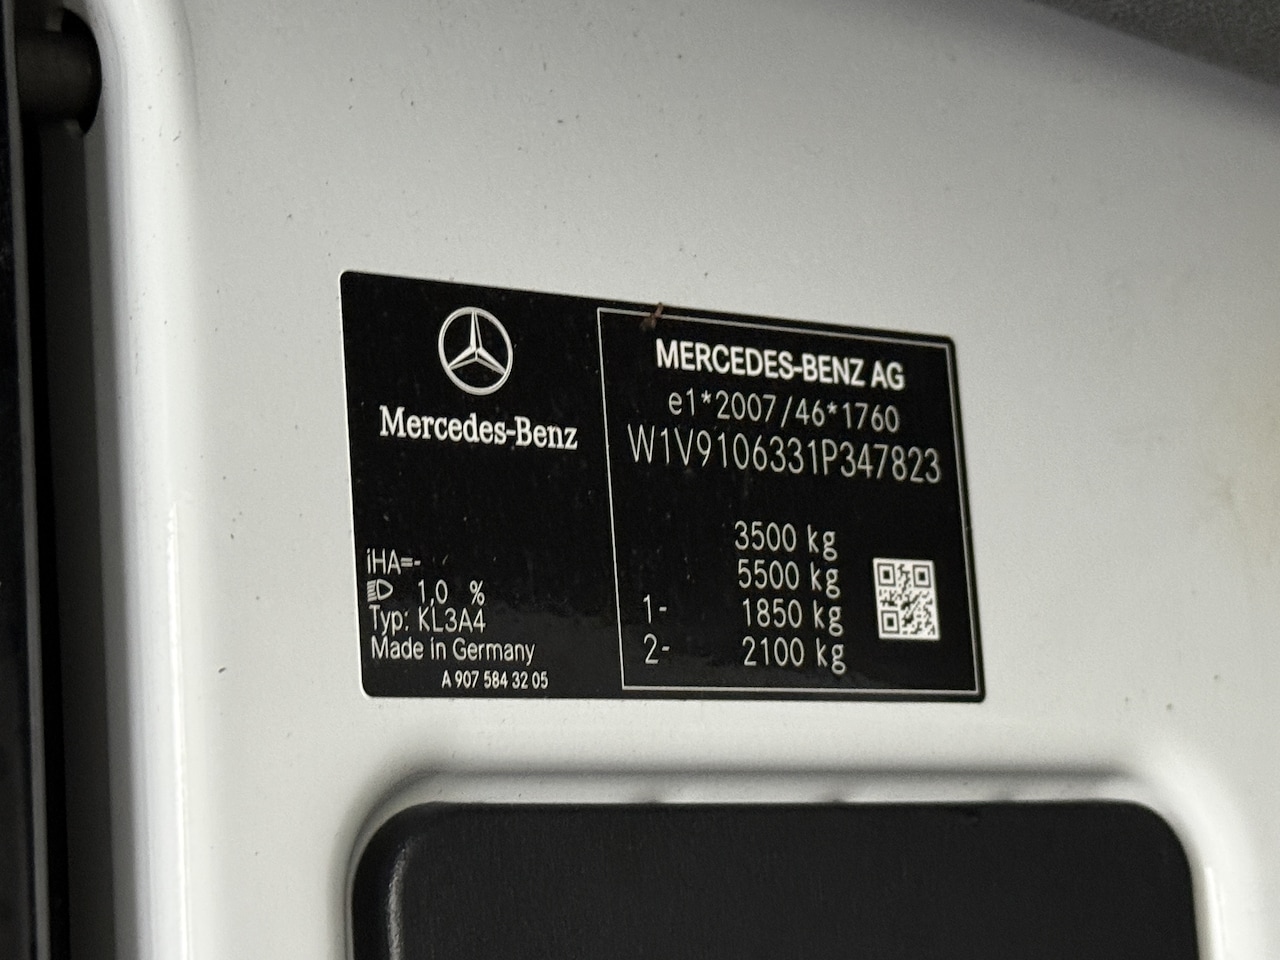 Mercedes-Benz
iHA=-
1,0 %
Typ: KL3A4
Made in Germany
A 907 584 32 05
MERCEDES-BENZ AG
e1*2007/46*1760
W1V9106331P347823
3500 kg
5500 kg
1- 1850 kg
2- 2100 kg